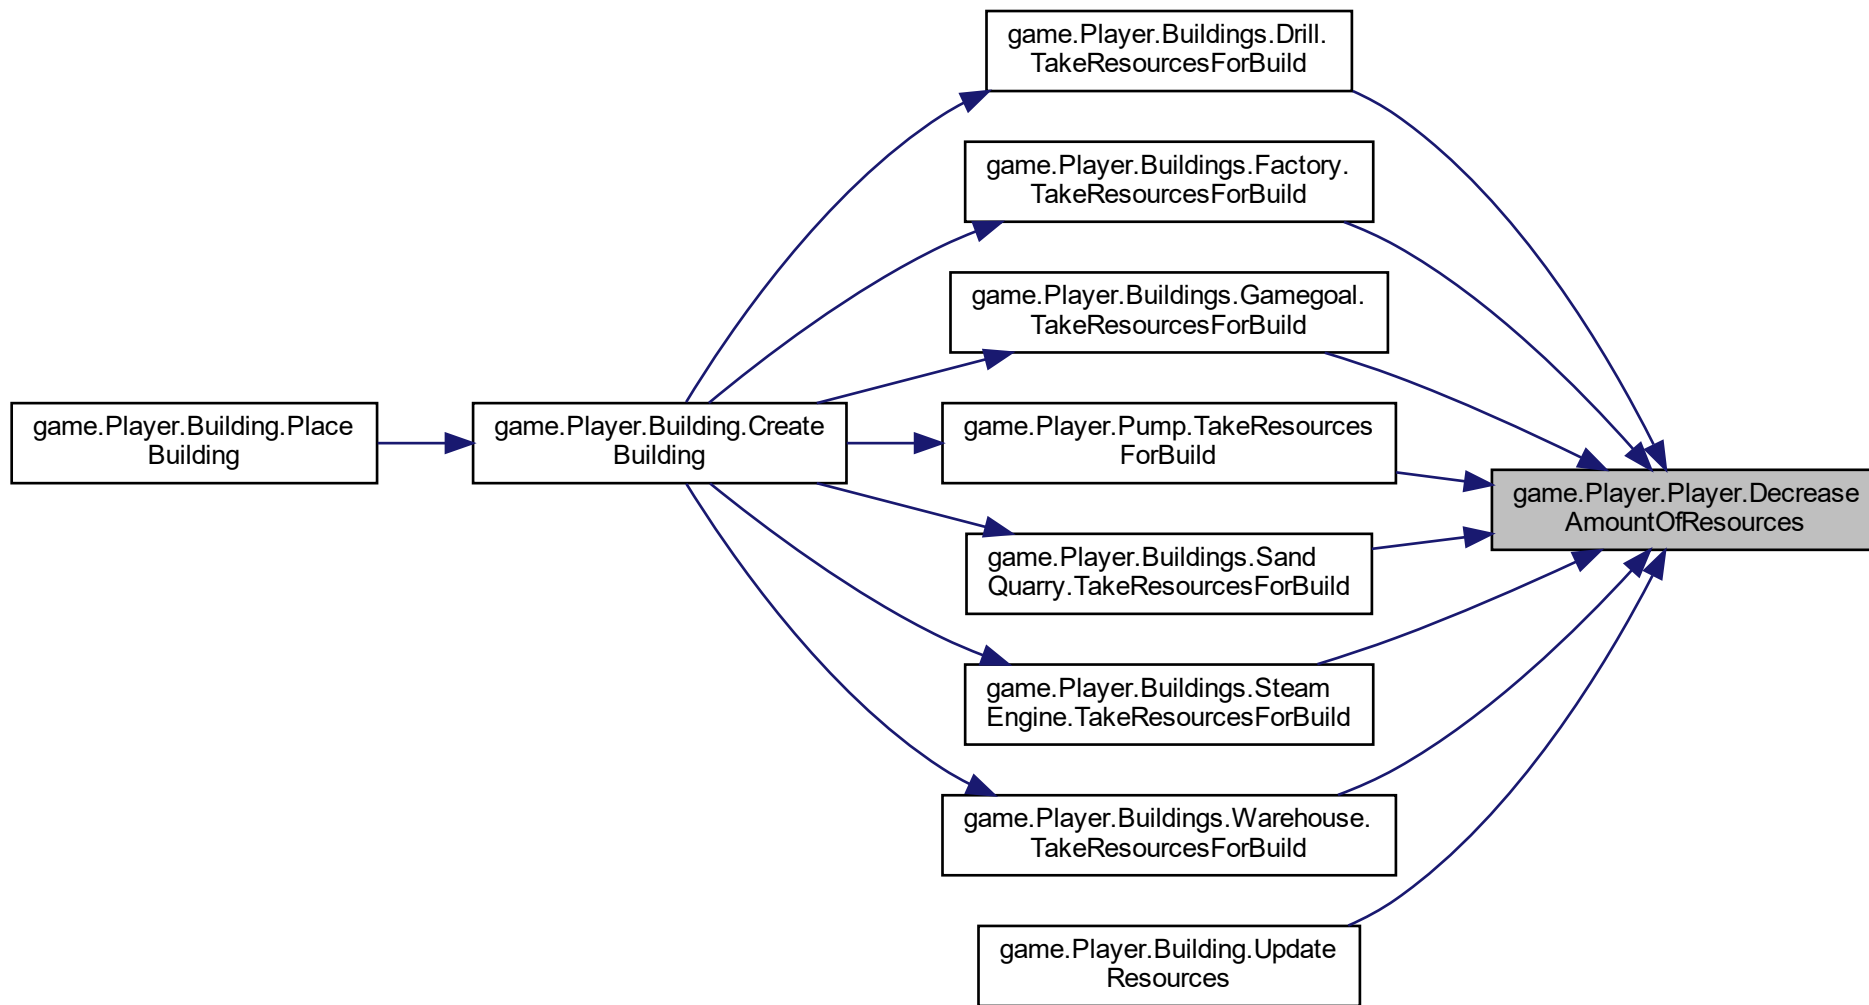 game.Player.Buildings.Drill.
TakeResourcesForBuild
game.Player.Buildings.Factory.
TakeResourcesForBuild
game.Player.Buildings.Gamegoal.
TakeResourcesForBuild
game.Player.Building.Place
Building
game.Player.Building.Create
Building
game.Player.Pump.TakeResources
ForBuild
game.Player.Player.Decrease
AmountOfResources
game.Player.Buildings.Sand
Quarry.TakeResourcesForBuild
game.Player.Buildings.Steam
Engine.TakeResourcesForBuild
game.Player.Buildings.Warehouse.
TakeResourcesForBuild
game.Player.Building.Update
Resources